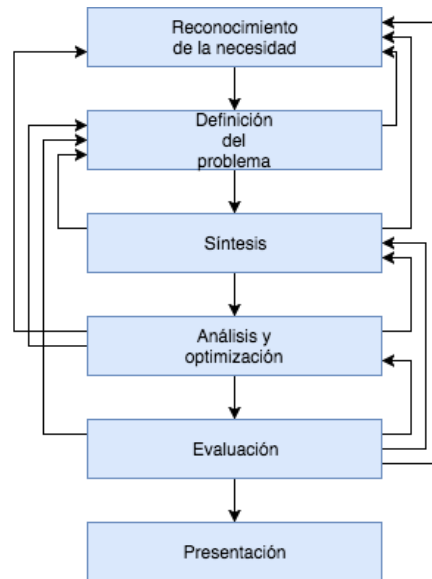 Reconocimiento
de la necesidad
Definición
del
problema
Síntesis
Análisis y
optimización
Evaluación
Presentación